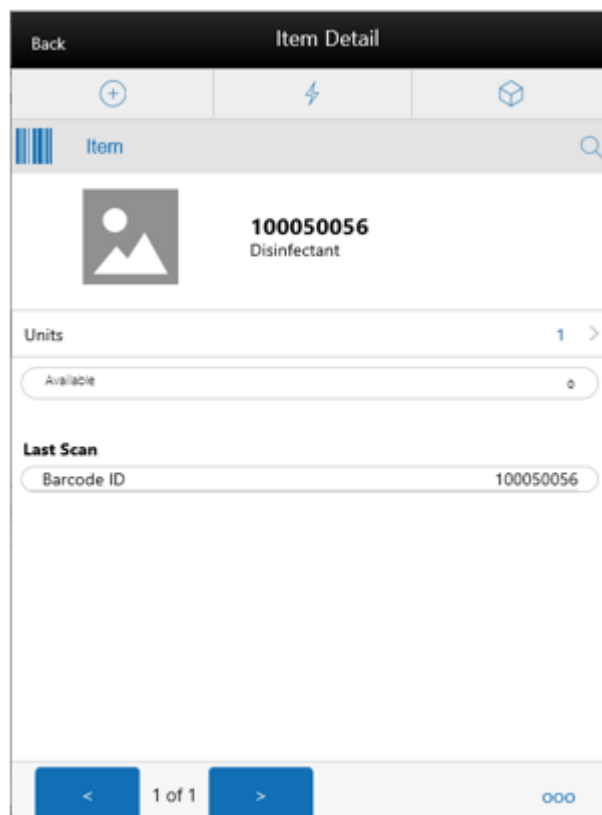 Back Item Detail
Item
100050056
Disinfectant
Units 1 >
Available 0
Last Scan
Barcode ID 100050056
< 1 of 1 > ooo